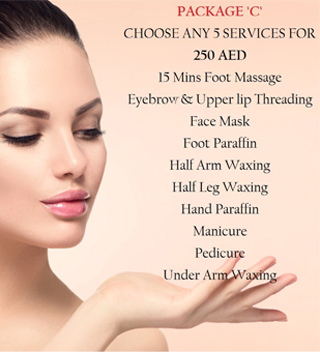 PACKAGE 'C'
CHOOSE ANY 5 SERVICES FOR
250 AED
15 Mins Foot Massage
Eyebrow & Upper lip Threading
Face Mask
Foot Paraffin
Half Arm Waxing
Half Leg Waxing
Hand Paraffin
Manicure
Pedicure
Under Arm Waxing